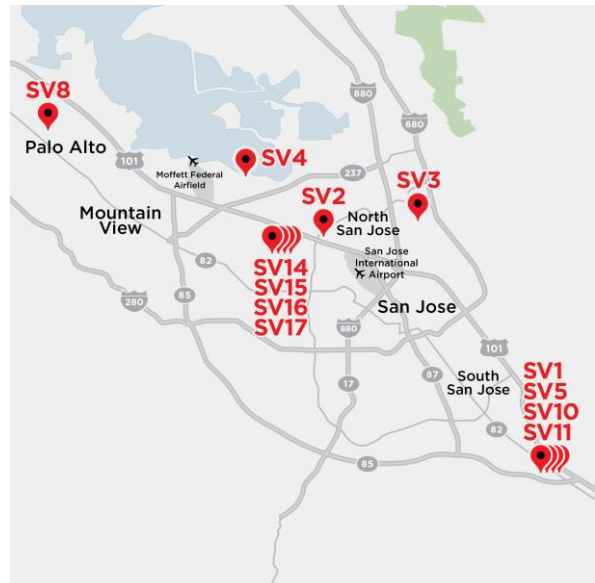 SV8
Palo Alto
880
680
101
Moffett Federal
Airfield
SV4
237
SV2
SV3
Mountain
View
North
San Jose
82
SV14
SV15
SV16
SV17
San Jose
International
Airport
280
85
San Jose
880
101
17
87
South
San Jose
SV1
SV5
SV10
SV11
82
85